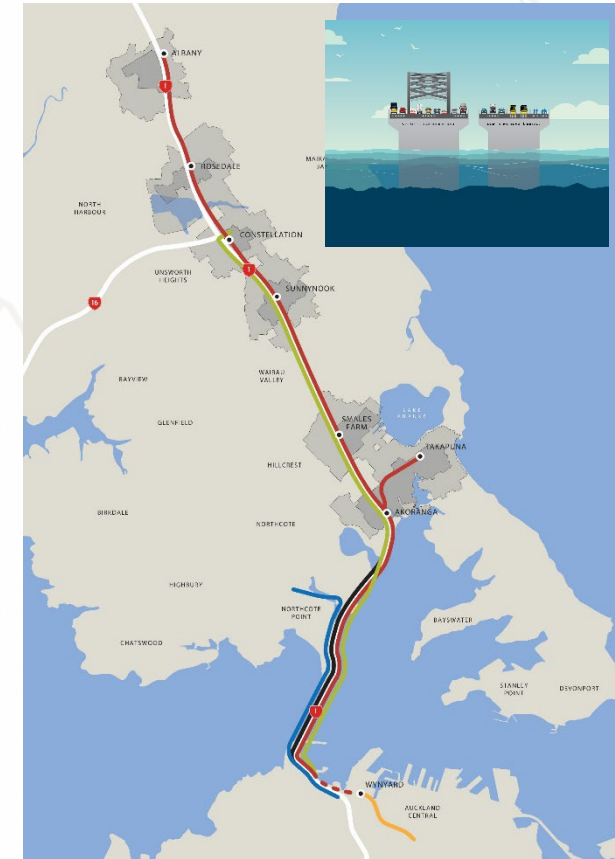 ALBANY
1
ROSEDALE
NORTH
HARBOUR
CONSTELLATION
UNSWORTH
HEIGHTS
1
16
SUNNYNOOK
BAYVIEW
WAIRAU
VALLEY
GLENFIELD
SMALES
FARM
LAKE
TAKAPUNA
HILLCREST
BIRKDALE
AKORANGA
NORTHCOTE
HIGHBURY
NORTHCOTE
POINT
BAYSWATER
CHATSWOOD
STANLEY
POINT
DEVONPORT
1
WYNYARD
AUCKLAND
CENTRAL